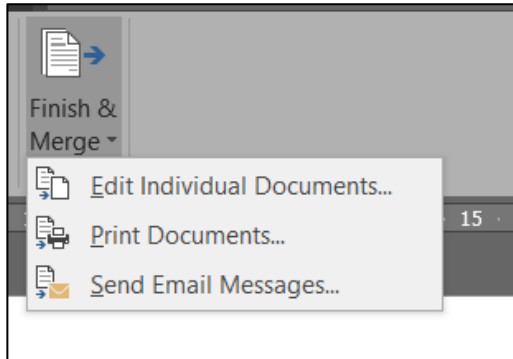 Finish &
Merge
Edit Individual Documents...
15
Print Documents...
Send Email Messages...